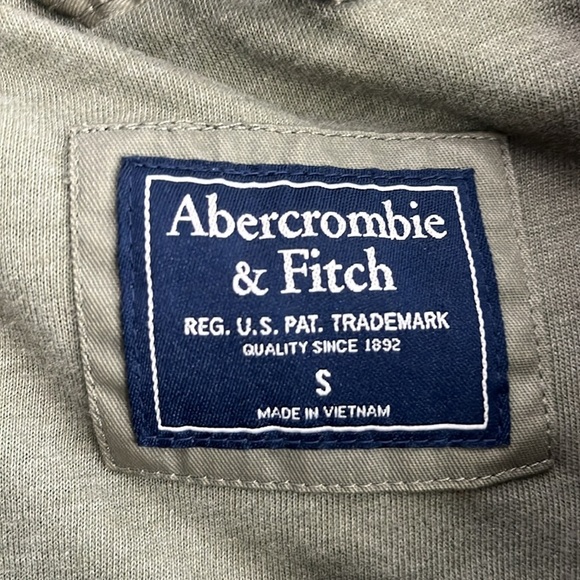 Abercrombie
& Fitch
REG. U.S. PAT. TRADEMARK
QUALITY SINCE 1892
S
MADE IN VIETNAM